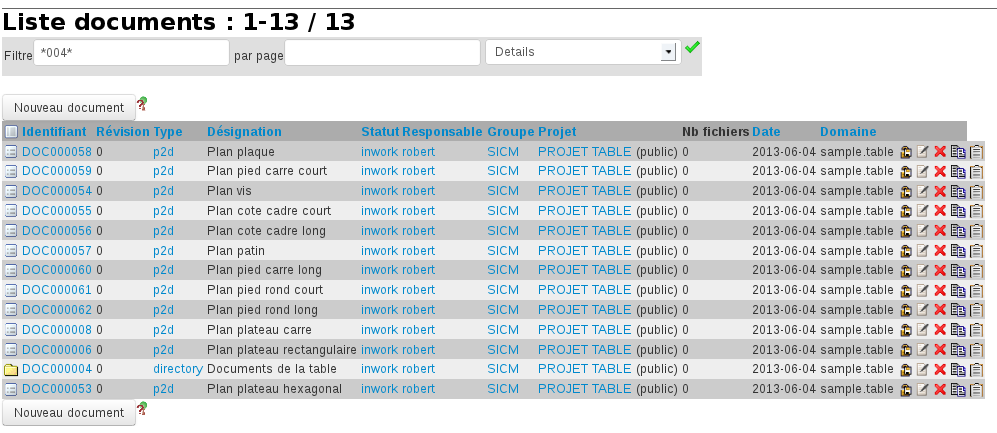 Liste documents : 1-13 / 13
Filtre *004* par page Details
Nouveau document
Identifiant Révision Type Désignation Statut Responsable Groupe Projet Nb fichiers Date Domaine
DOC000058 0 p2d Plan plaque inwork robert SICM PROJET TABLE (public) 0 2013-06-04 sample.table
DOC000059 0 p2d Plan pied carre court inwork robert SICM PROJET TABLE (public) 0 2013-06-04 sample.table
DOC000054 0 p2d Plan vis inwork robert SICM PROJET TABLE (public) 0 2013-06-04 sample.table
DOC000055 0 p2d Plan cote cadre court inwork robert SICM PROJET TABLE (public) 0 2013-06-04 sample.table
DOC000056 0 p2d Plan cote cadre long inwork robert SICM PROJET TABLE (public) 0 2013-06-04 sample.table
DOC000057 0 p2d Plan patin inwork robert SICM PROJET TABLE (public) 0 2013-06-04 sample.table
DOC000060 0 p2d Plan pied carre long inwork robert SICM PROJET TABLE (public) 0 2013-06-04 sample.table
DOC000061 0 p2d Plan pied rond court inwork robert SICM PROJET TABLE (public) 0 2013-06-04 sample.table
DOC000062 0 p2d Plan pied rond long inwork robert SICM PROJET TABLE (public) 0 2013-06-04 sample.table
DOC000008 0 p2d Plan plateau carre inwork robert SICM PROJET TABLE (public) 0 2013-06-04 sample.table
DOC000006 0 p2d Plan plateau rectangulaire inwork robert SICM PROJET TABLE (public) 0 2013-06-04 sample.table
DOC000004 0 directory Documents de la table inwork robert SICM PROJET TABLE (public) 0 2013-06-04 sample.table
DOC000053 0 p2d Plan plateau hexagonal inwork robert SICM PROJET TABLE (public) 0 2013-06-04 sample.table
Nouveau document